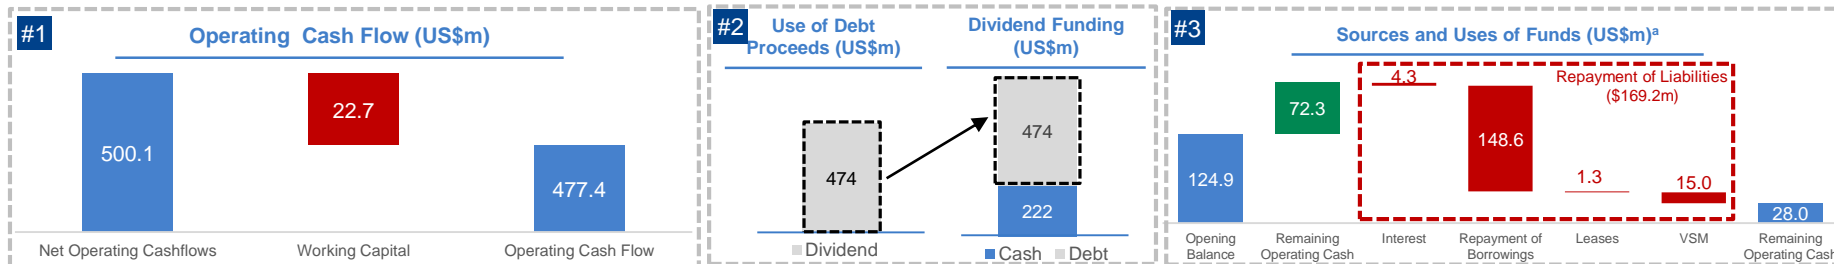 #1
Operating Cash Flow (US$m)
500.1
22.7
477.4
Net Operating Cashflows
Working Capital
Operating Cash Flow
#2
Use of Debt
Proceeds (US$m)
474
Dividend
Dividend Funding
(US$m)
474
222
Cash
Debt
#3
Sources and Uses of Funds (US$m)ᵃ
Repayment of Liabilities
($169.2m)
124.9
72.3
4.3
148.6
1.3
15.0
28.0
Opening
Balance
Remaining
Operating Cash
Interest
Repayment of
Borrowings
Leases
VSM
Remaining
Operating Cash